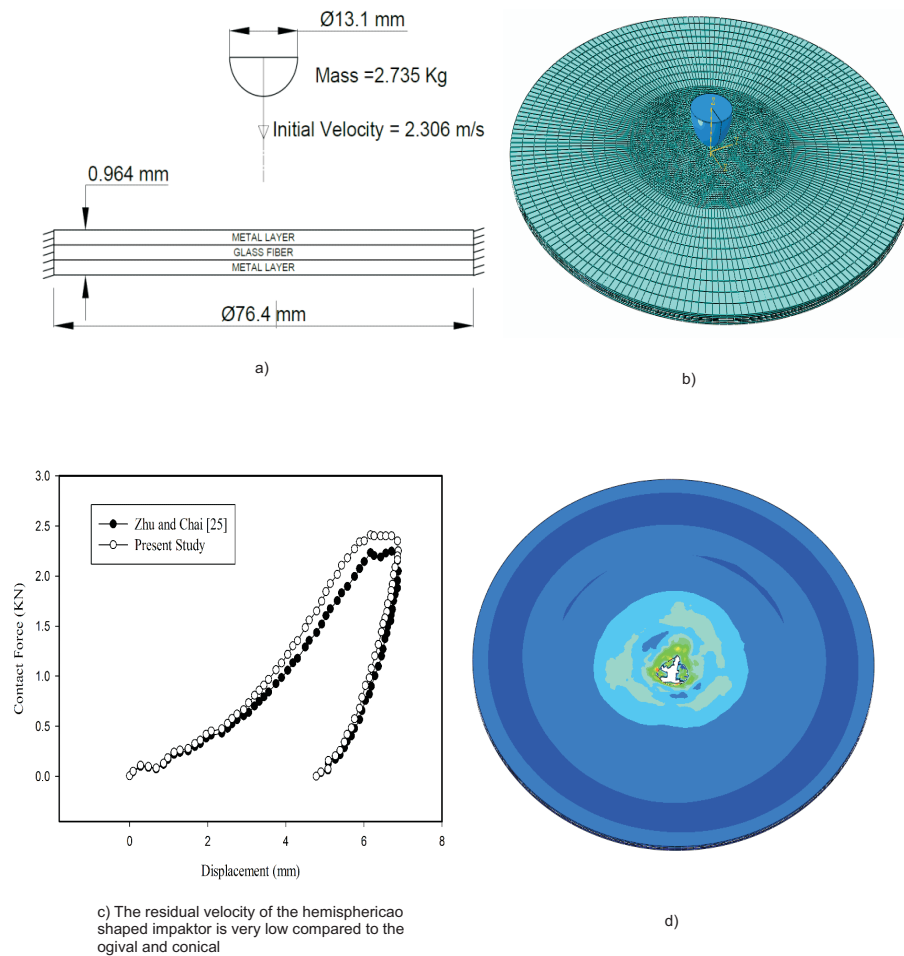 Ø13.1 mm
Mass =2.735 Kg
Initial Velocity = 2.306 m/s
0.964 mm
METAL LAYER
GLASS FIBER
METAL LAYER
Ø76.4 mm
a)
b)
3.0
2.5
2.0
1.5
1.0
0.5
0.0
Contact Force (KN)
Zhu and Chai [25]
Present Study
0 2 4 6 8
Displacement (mm)
c) The residual velocity of the hemisphericao
shaped impaktor is very low compared to the
ogival and conical
d)